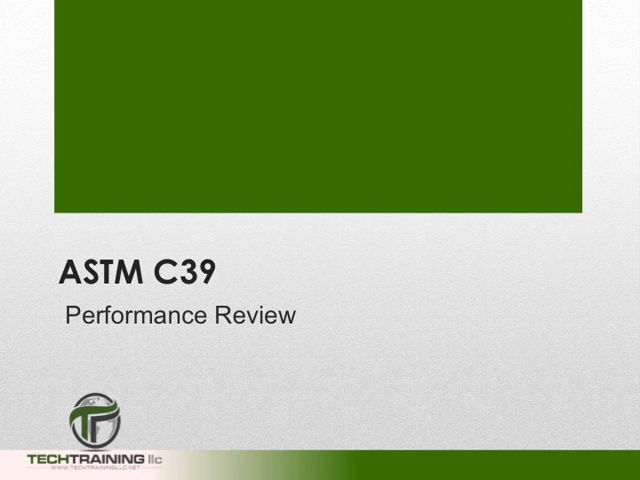 ASTM C39
Performance Review
TECHTRAINING llc
WWW.TECHTRAININGLLC.NET